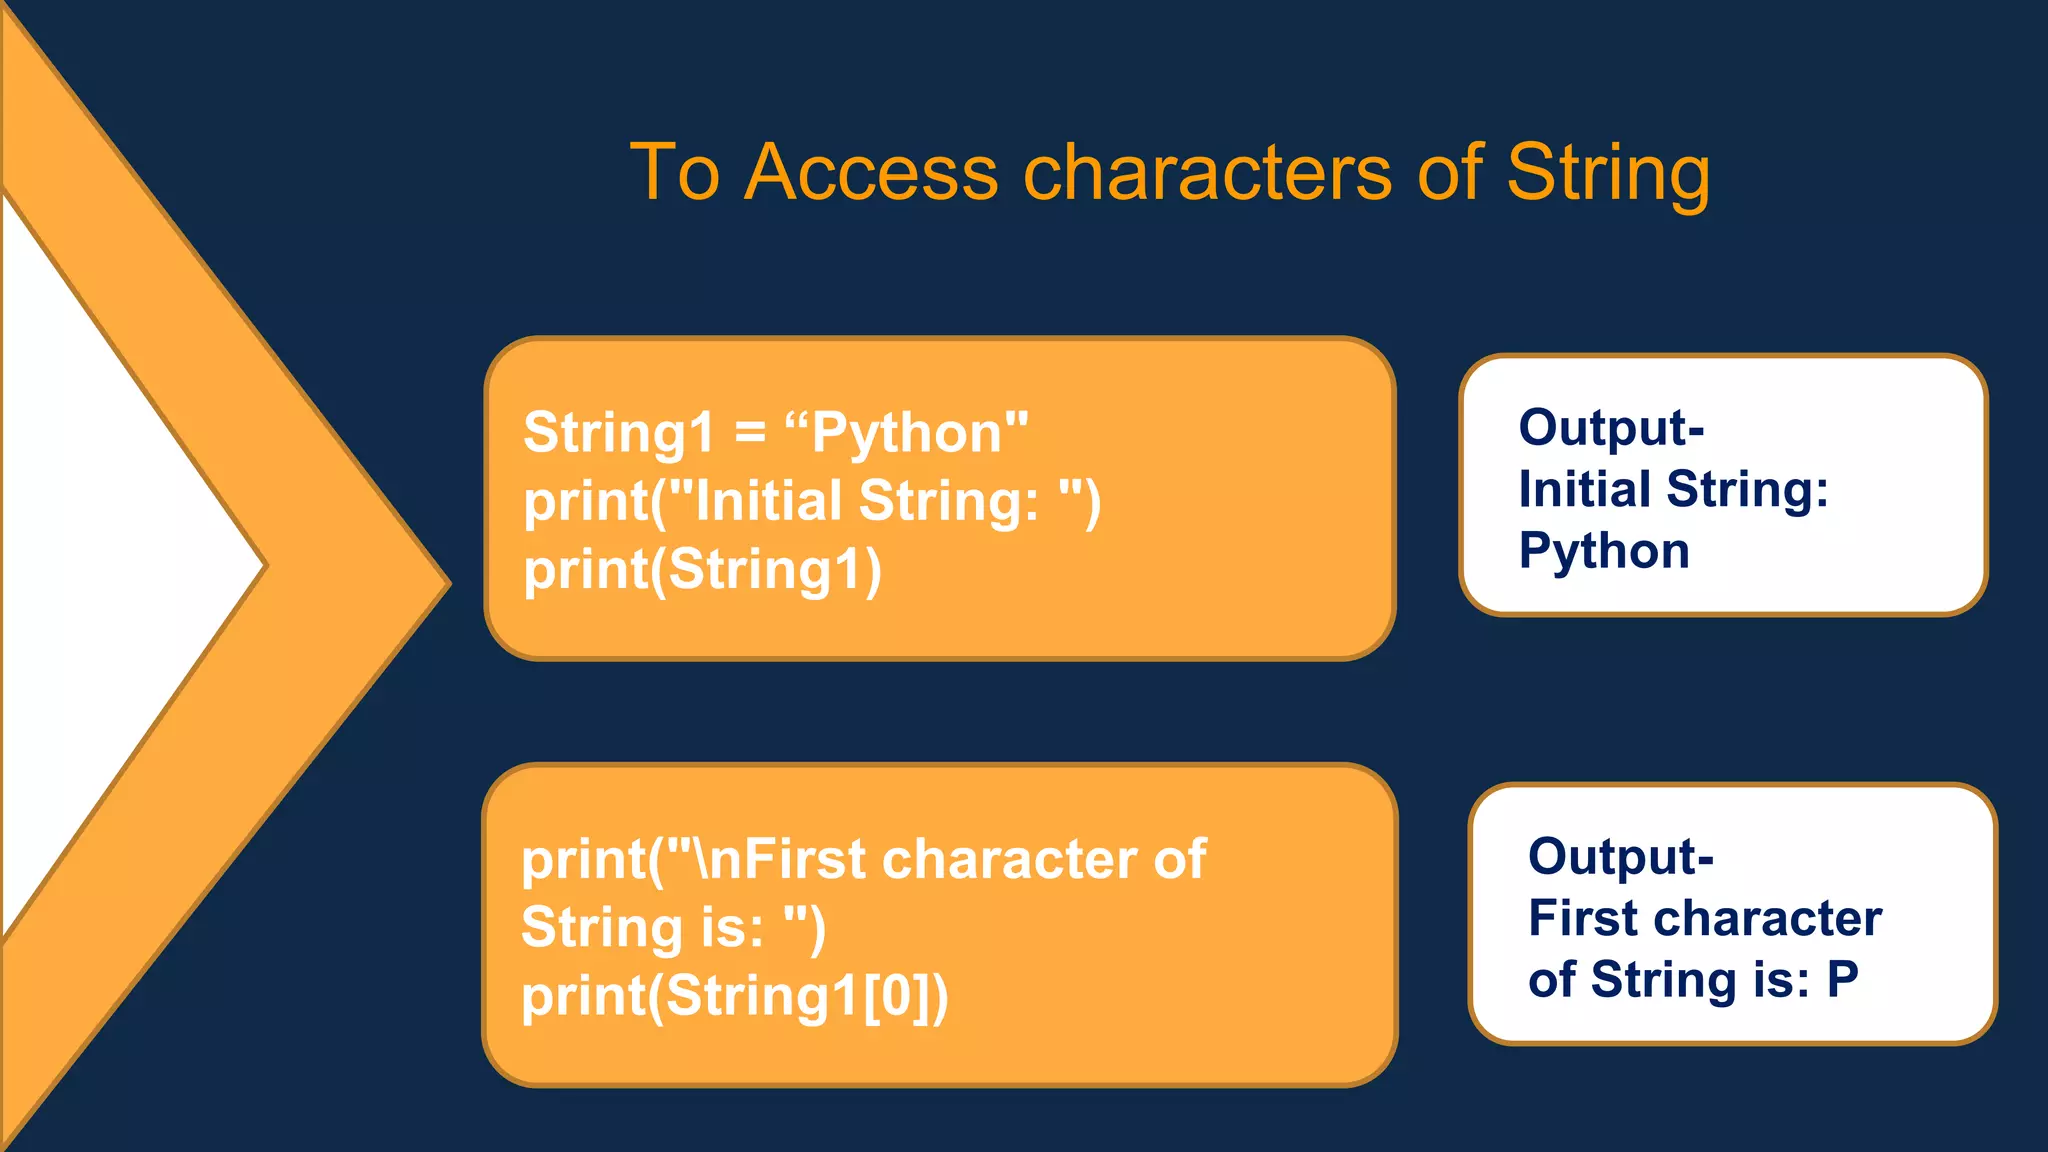 To Access characters of String
String1 = “Python"
print("Initial String: ")
print(String1)
Output-
Initial String:
Python
print("\nFirst character of
String is: ")
print(String1[0])
Output-
First character
of String is: P